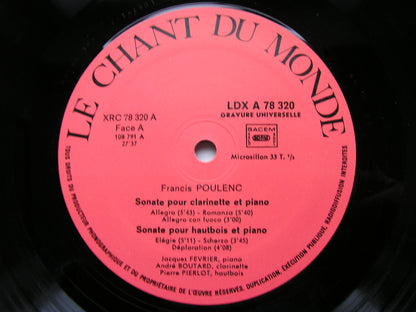 LE CHANT DU MONDE
XRC 78 320 A
Face A
108 791 A
27'37
LDX A 78 320
GRAVURE UNIVERSELLE
SACEM
Microsillon 33 T. 1/3
Francis POULENC
Sonate pour clarinette et piano
Allegro (5'43) - Romanza (5'40)
Allegro con fuoco (3'00)
Sonate pour hautbois et piano
Elégie (5'11) - Scherzo (3'45)
Déploration (4'08)
Jacques FEVRIER, piano
André BOUTARD, clarinette
Pierre PIERLOT, hautbois
TOUS DROITS DU PRODUCTEUR PHONOGRAPHIQUE ET DU PROPRIÉTAIRE DE L'ŒUVRE RÉSERVÉS. DUPLICATION, EXÉCUTION PUBLIQUE, RADIODIFFUSION INTERDITES